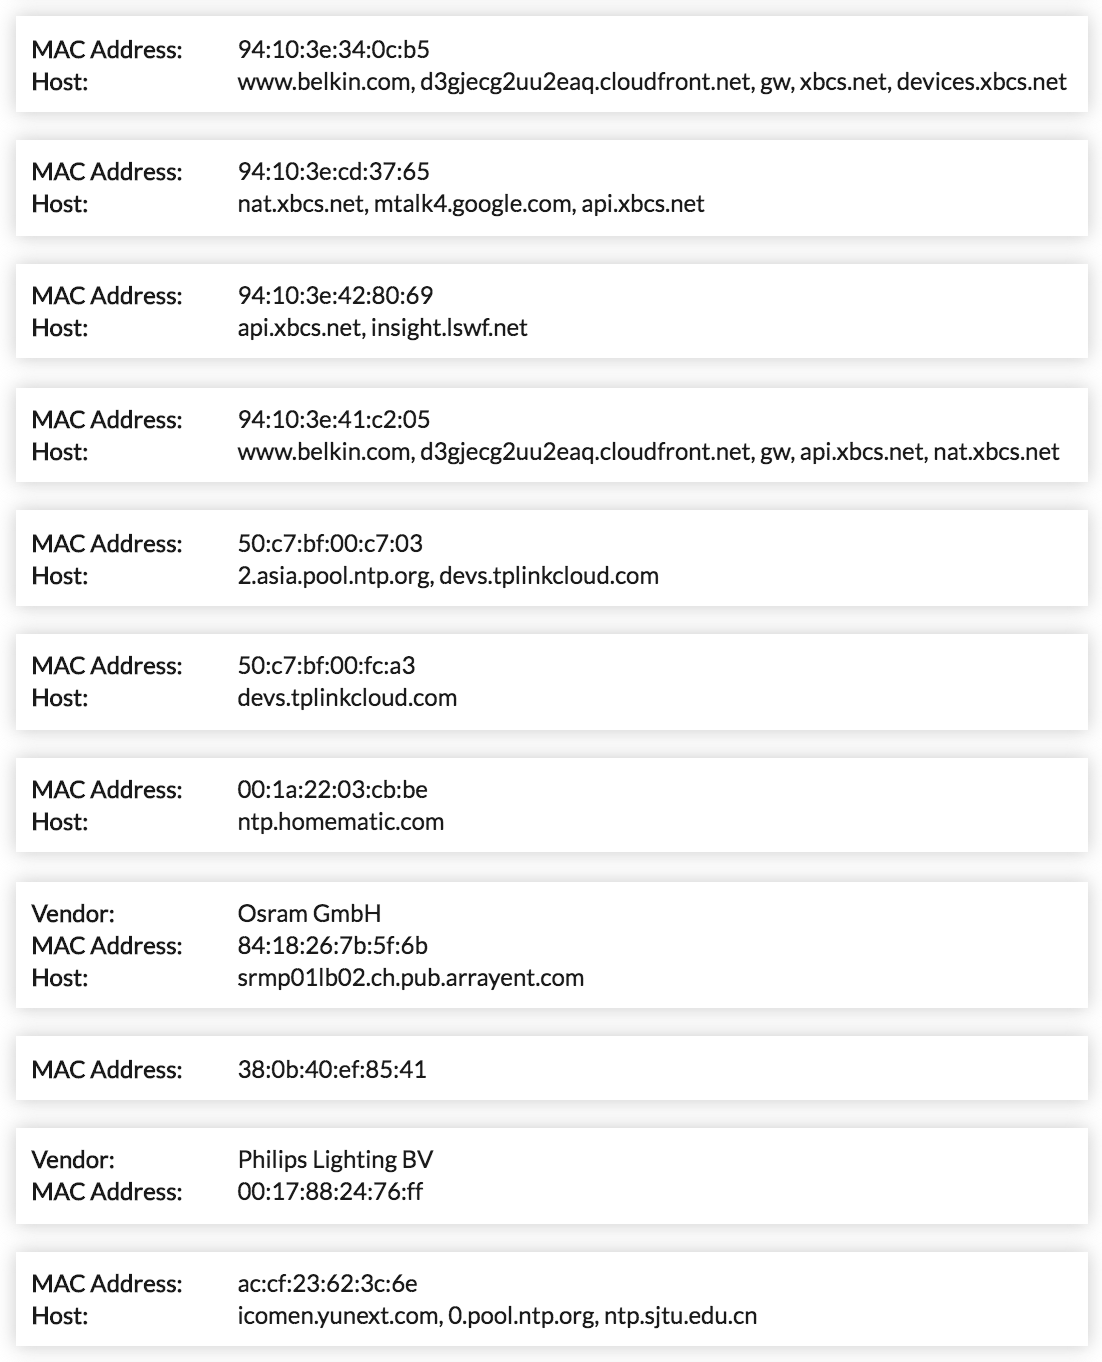 MAC Address: 94:10:3e:34:0c:b5
Host: www.belkin.com, d3gjecg2uu2eaq.cloudfront.net, gw, xbcs.net, devices.xbcs.net
MAC Address: 94:10:3e:cd:37:65
Host: nat.xbcs.net, mtalk4.google.com, api.xbcs.net
MAC Address: 94:10:3e:42:80:69
Host: api.xbcs.net, insight.lswf.net
MAC Address: 94:10:3e:41:c2:05
Host: www.belkin.com, d3gjecg2uu2eaq.cloudfront.net, gw, api.xbcs.net, nat.xbcs.net
MAC Address: 50:c7:bf:00:c7:03
Host: 2.asia.pool.ntp.org, devs.tplinkcloud.com
MAC Address: 50:c7:bf:00:fc:a3
Host: devs.tplinkcloud.com
MAC Address: 00:1a:22:03:cb:be
Host: ntp.homematic.com
Vendor: Osram GmbH
MAC Address: 84:18:26:7b:5f:6b
Host: srmp01lb02.ch.pub.arrayent.com
MAC Address: 38:0b:40:ef:85:41
Vendor: Philips Lighting BV
MAC Address: 00:17:88:24:76:ff
MAC Address: ac:cf:23:62:3c:6e
Host: icomen.yunext.com, 0.pool.ntp.org, ntp.sjtu.edu.cn